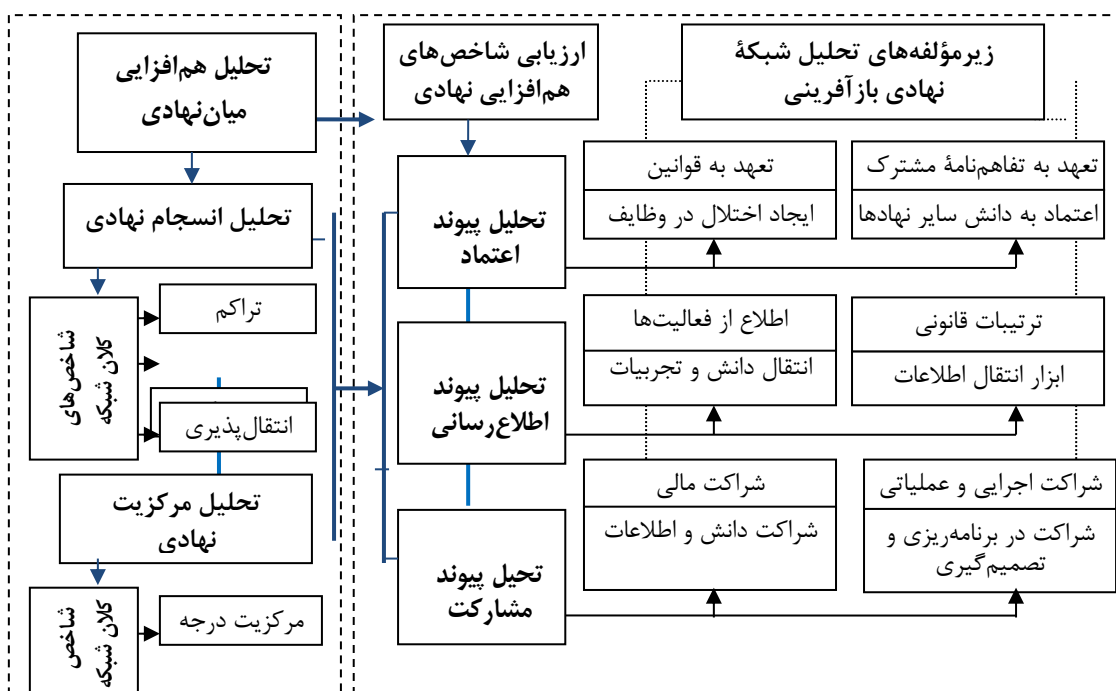 زیرمؤلفه‌های تحلیل شبکهٔ
نهادی بازآفرینی
ارزیابی شاخص‌های
هم‌افزایی نهادی
تحلیل هم‌افزایی
میان‌نهادی
تعهد به تفاهم‌نامهٔ مشترک
اعتماد به دانش سایر نهادها
تعهد به قوانین
ایجاد اختلال در وظایف
تحلیل پیوند
اعتماد
تحلیل انسجام نهادی
ترتیبات قانونی
ابزار انتقال اطلاعات
اطلاع از فعالیت‌ها
انتقال دانش و تجربیات
تحلیل پیوند
اطلاع‌رسانی
تراکم
انتقال‌پذیری
شاخص‌های
کلان شبکه
شراکت اجرایی و عملیاتی
شراکت در برنامه‌ریزی و
تصمیم‌گیری
شراکت مالی
شراکت دانش و اطلاعات
تحیل پیوند
مشارکت
تحلیل مرکزیت
نهادی
مرکزیت درجه
شاخص
کلان شبکه